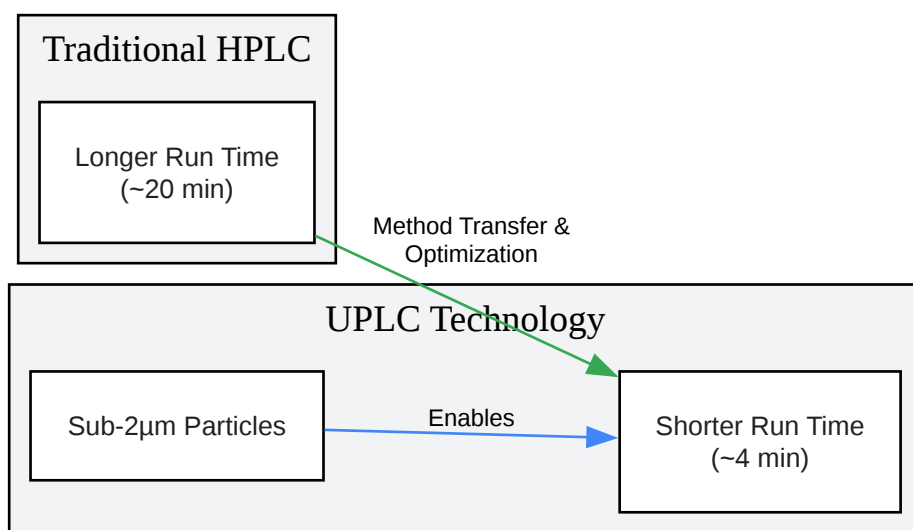 Traditional HPLC
Longer Run Time
(~20 min)
Method Transfer &
Optimization
UPLC Technology
Sub-2µm Particles
Enables
Shorter Run Time
(~4 min)